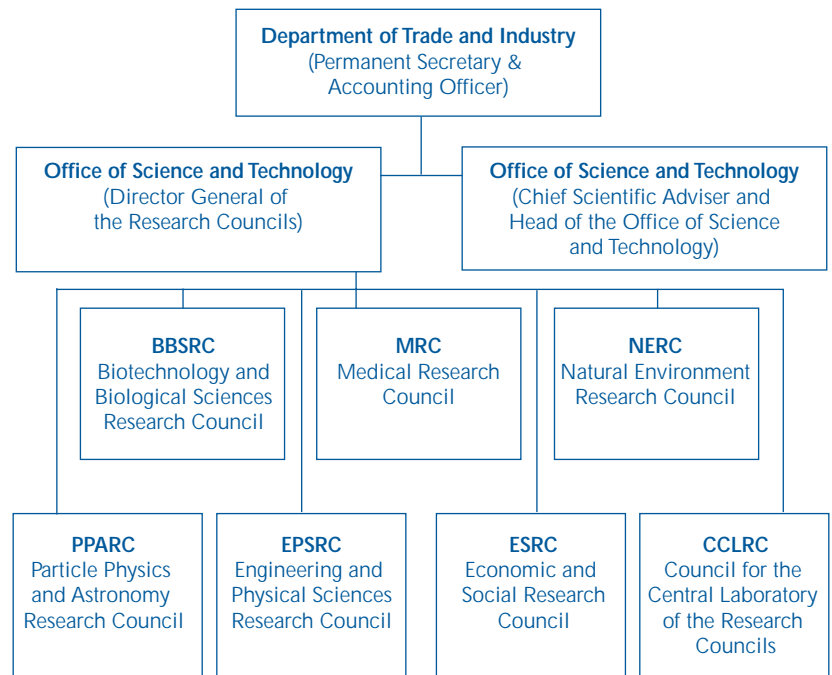 Department of Trade and Industry
(Permanent Secretary &
Accounting Officer)
Office of Science and Technology
(Director General of
the Research Councils)
Office of Science and Technology
(Chief Scientific Adviser and
Head of the Office of Science
and Technology)
BBSRC
Biotechnology and
Biological Sciences
Research Council
MRC
Medical Research
Council
NERC
Natural Environment
Research Council
PPARC
Particle Physics
and Astronomy
Research Council
EPSRC
Engineering and
Physical Sciences
Research Council
ESRC
Economic and
Social Research
Council
CCLRC
Council for the
Central Laboratory
of the Research
Councils